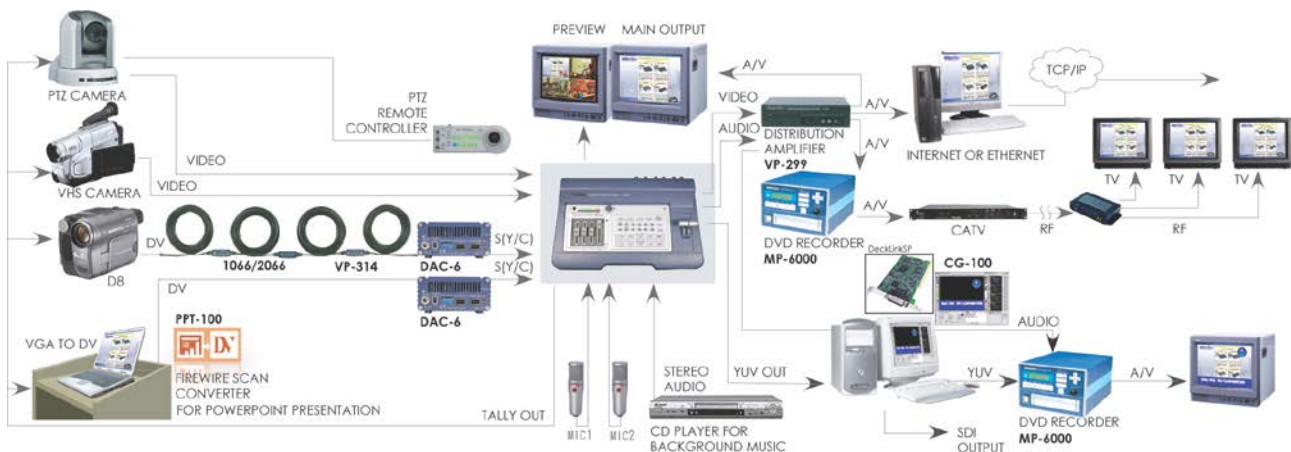 PREVIEW
MAIN OUTPUT
PTZ CAMERA
PTZ
REMOTE
CONTROLLER
VHS CAMERA
VIDEO
VIDEO
D8
DV
1066/2066
VP-314
DAC-6
S(Y/C)
S(Y/C)
DV
DAC-6
VGA TO DV
PPT-100
DV
FIREWIRE SCAN
CONVERTER
FOR POWERPOINT PRESENTATION
TALLY OUT
MIC1
MIC2
STEREO
AUDIO
CD PLAYER FOR
BACKGROUND MUSIC
YUV OUT
A/V
VIDEO
AUDIO
DISTRIBUTION
AMPLIFIER
VP-299
A/V
A/V
INTERNET OR ETHERNET
TCP/IP
DVD RECORDER
MP-6000
A/V
CATV
RF
RF
TV
TV
TV
DeckLinkSP
CG-100
AUDIO
YUV
DVD RECORDER
MP-6000
A/V
SDI
OUTPUT